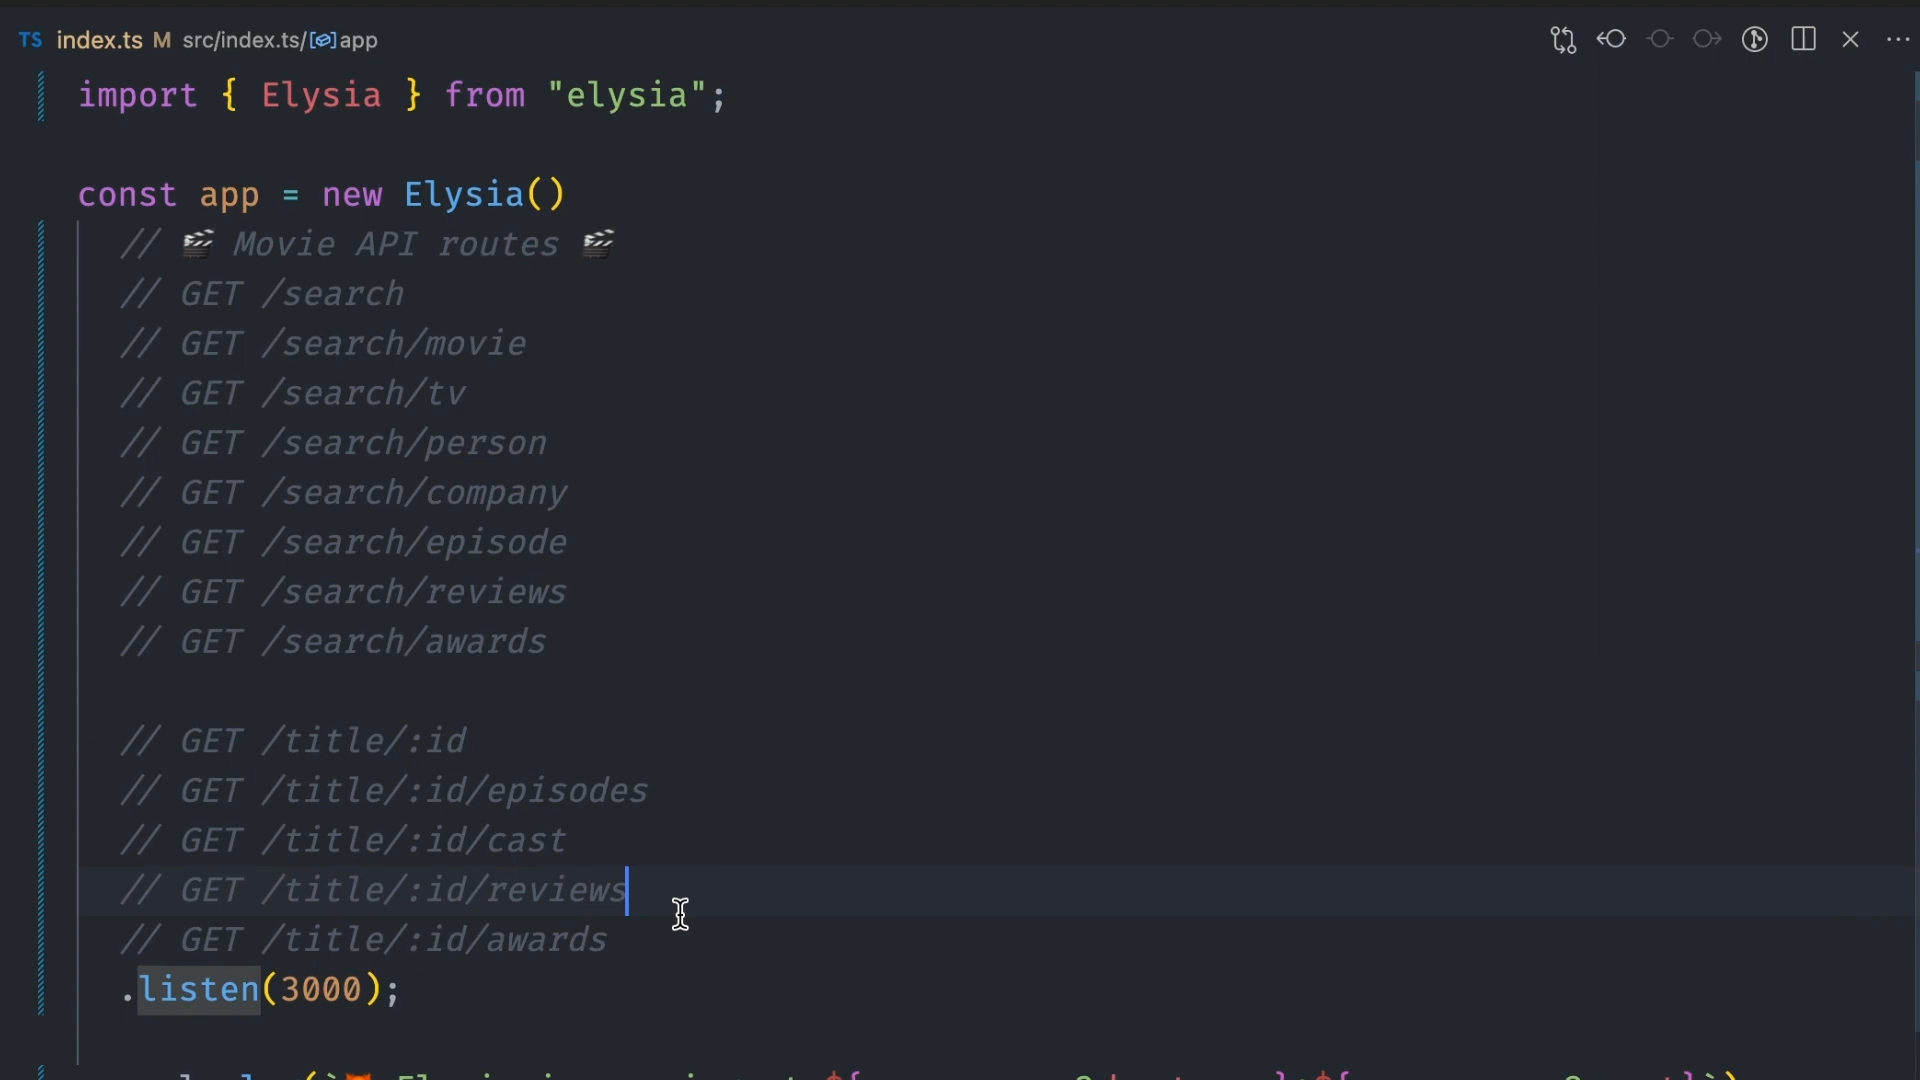 TS index.ts M src/index.ts/app
import { Elysia } from "elysia";
const app = new Elysia()
// 🎬 Movie API routes 🎬
// GET /search
// GET /search/movie
// GET /search/tv
// GET /search/person
// GET /search/company
// GET /search/episode
// GET /search/reviews
// GET /search/awards
// GET /title/:id
// GET /title/:id/episodes
// GET /title/:id/cast
// GET /title/:id/reviews
// GET /title/:id/awards
.listen(3000);